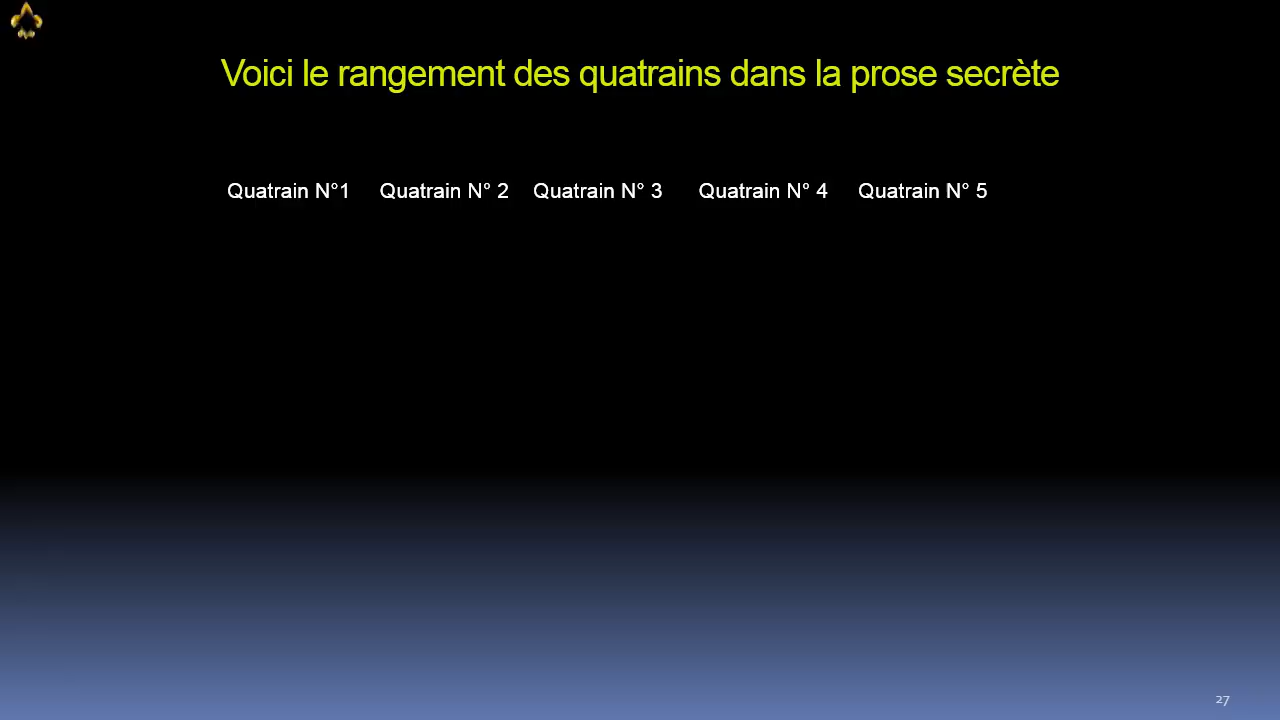 Voici le rangement des quatrains dans la prose secrète
Quatrain N°1 Quatrain N° 2 Quatrain N° 3 Quatrain N° 4 Quatrain N° 5
27